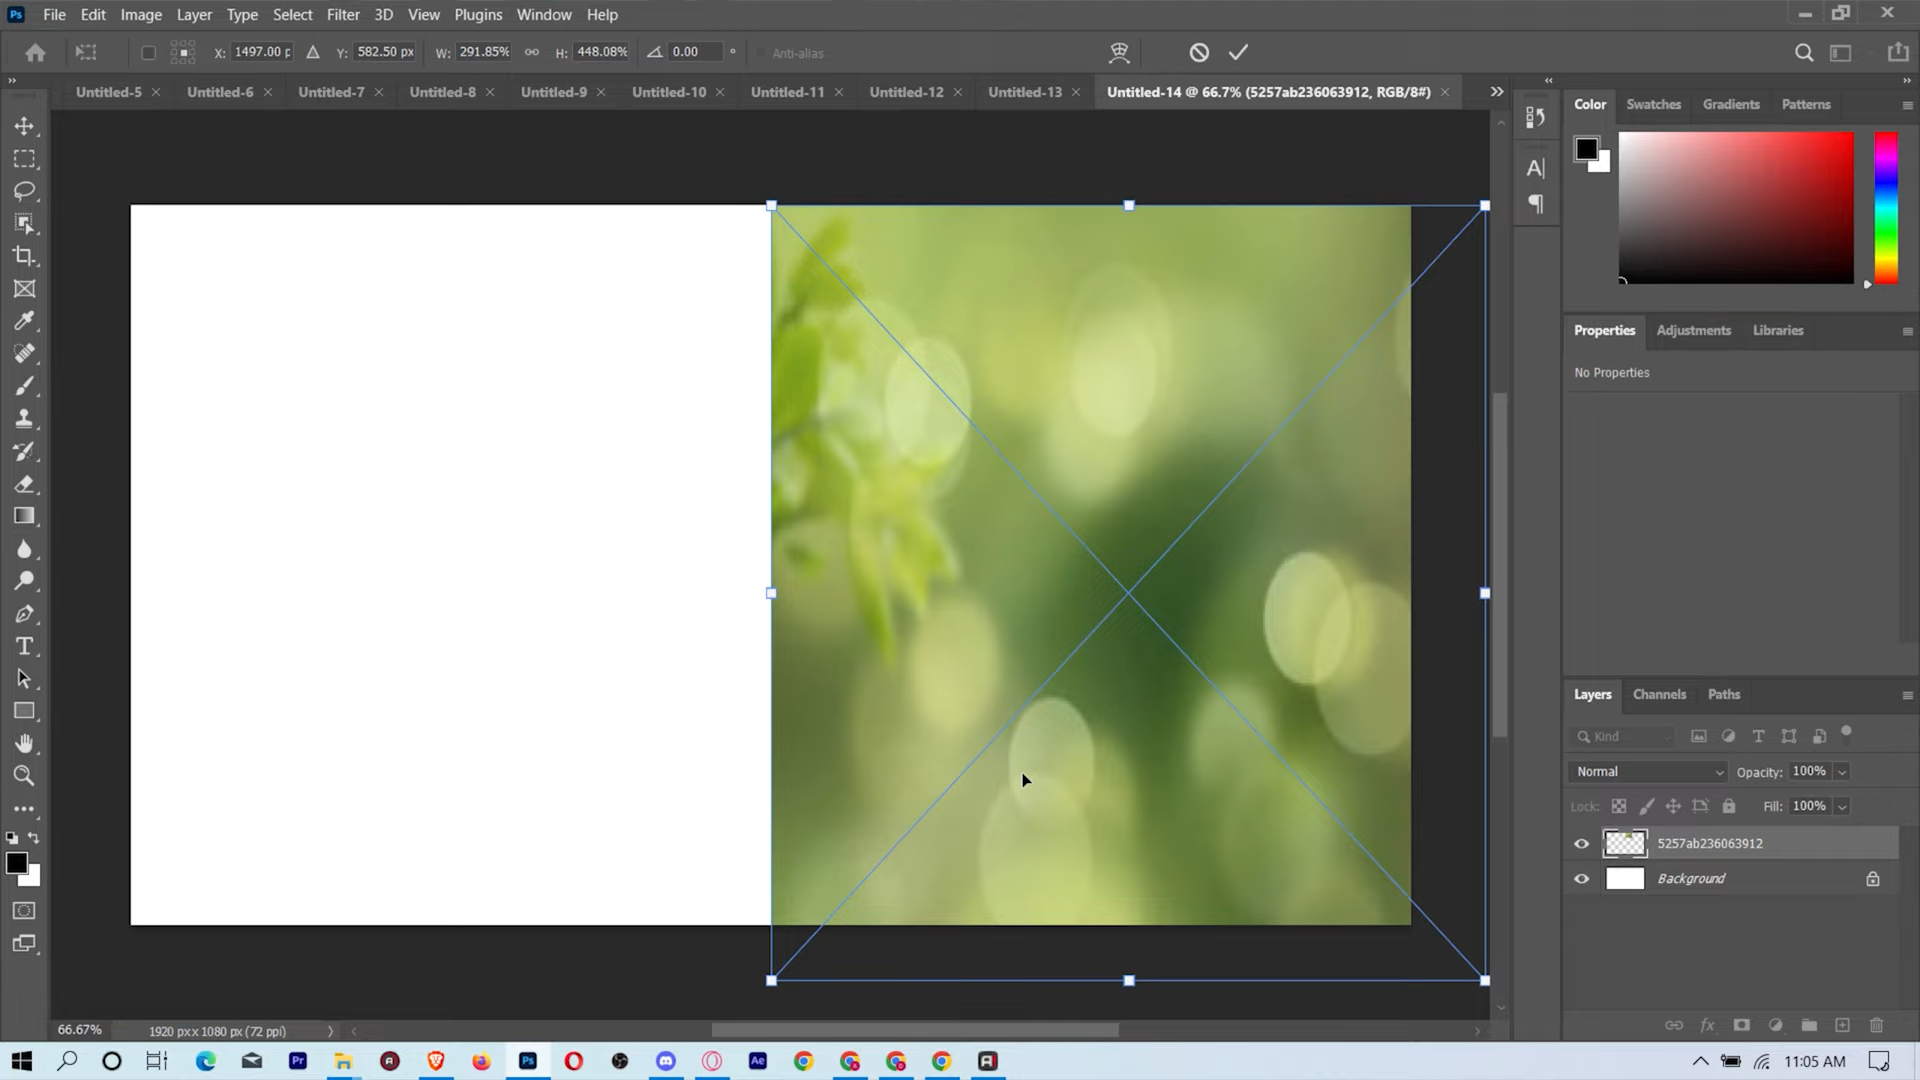 Ps File Edit Image Layer Type Select Filter 3D View Plugins Window Help
X: 1497.00 p Y: 582.50 px W: 291.85% H: 448.08% 0.00 ° Anti-alias
Untitled-5 Untitled-6 Untitled-7 Untitled-8 Untitled-9 Untitled-10 Untitled-11 Untitled-12 Untitled-13 Untitled-14 @ 66.7% (5257ab236063912, RGB/8#)
Color Swatches Gradients Patterns
Properties Adjustments Libraries
No Properties
Layers Channels Paths
Kind
Normal Opacity: 100%
Lock: Fill: 100%
5257ab236063912
Background
66.67% 1920 px x 1080 px (72 ppi)
Pr Ps Ae 11:05 AM